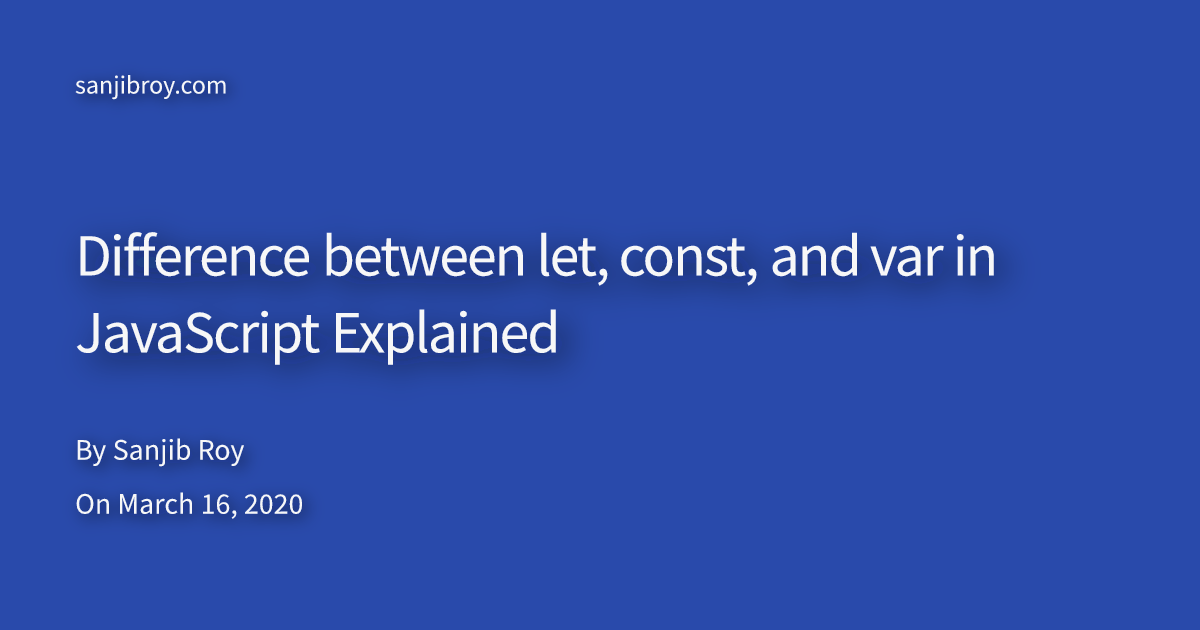 sanjibroy.com
Difference between let, const, and var in
JavaScript Explained
By Sanjib Roy
On March 16, 2020